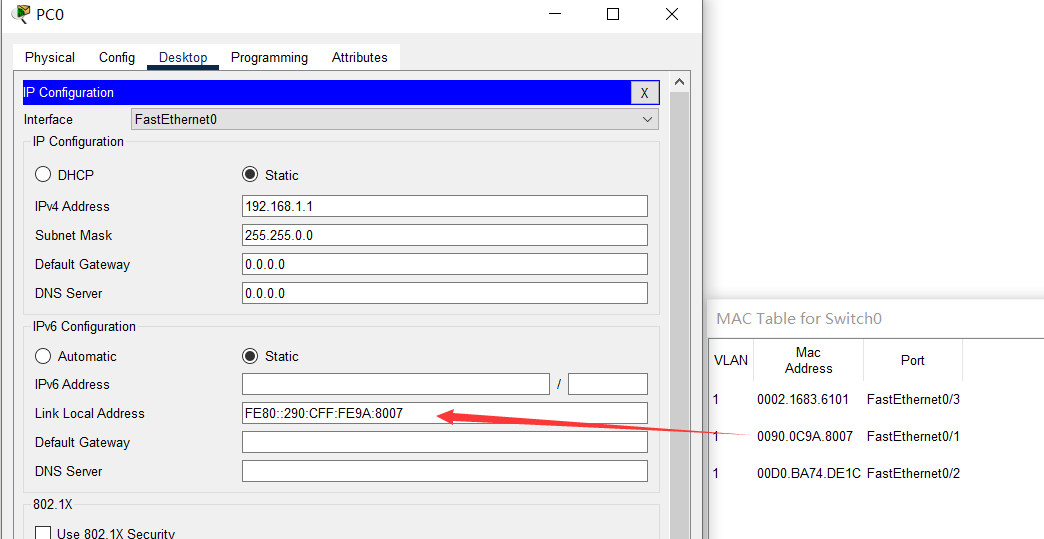 PC0
Physical Config Desktop Programming Attributes
IP Configuration X
Interface FastEthernet0
IP Configuration
DHCP Static
IPv4 Address 192.168.1.1
Subnet Mask 255.255.0.0
Default Gateway 0.0.0.0
DNS Server 0.0.0.0
IPv6 Configuration
Automatic Static
IPv6 Address /
Link Local Address FE80::290:CFF:FE9A:8007
Default Gateway
DNS Server
802.1X
Use 802.1X Security
MAC Table for Switch0
VLAN Mac Address Port
1 0002.1683.6101 FastEthernet0/3
1 0090.0C9A.8007 FastEthernet0/1
1 00D0.BA74.DE1C FastEthernet0/2